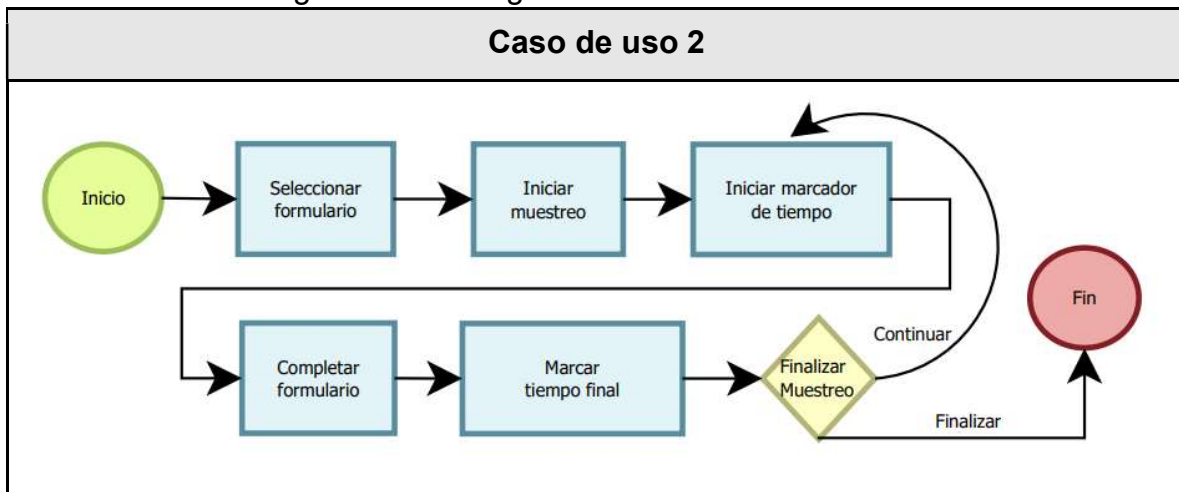 Caso de uso 2
Inicio
Seleccionar
formulario
Iniciar
muestreo
Iniciar marcador
de tiempo
Completar
formulario
Marcar
tiempo final
Finalizar
Muestreo
Continuar
Finalizar
Fin